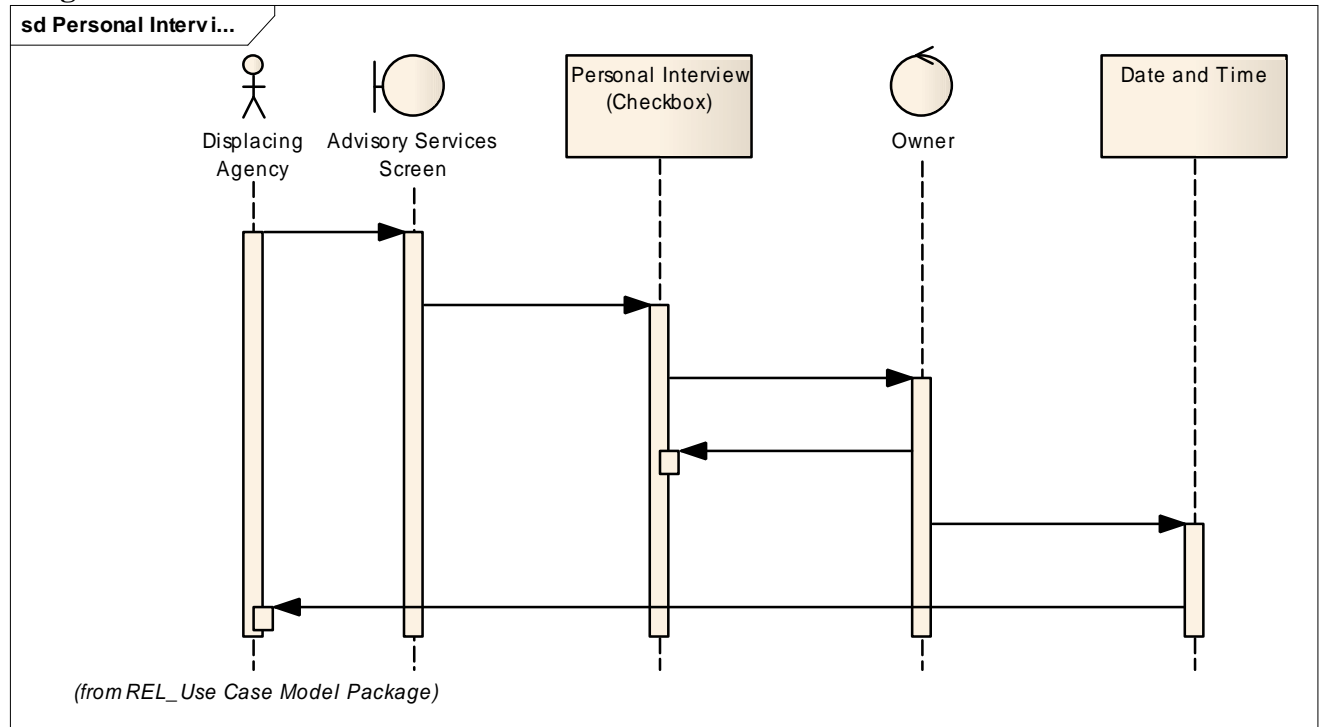 sd Personal Intervi...
Displacing
Agency
Advisory Services
Screen
Personal Interview
(Checkbox)
Owner
Date and Time
(from REL_Use Case Model Package)